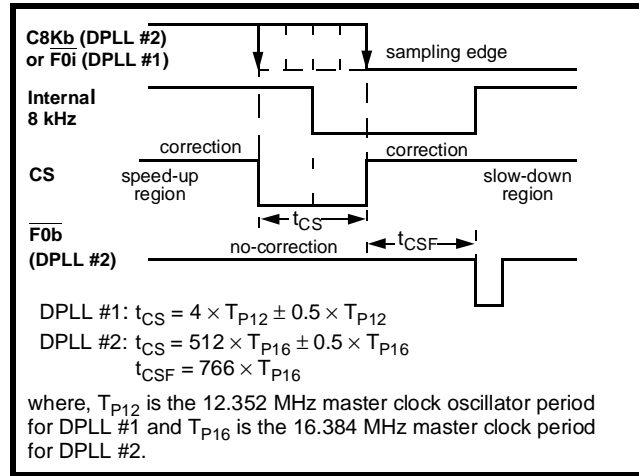 C8Kb (DPLL #2)
or F0i (DPLL #1)
sampling edge
Internal
8 kHz
correction
correction
CS
speed-up
region
slow-down
region
tCS
F0b
(DPLL #2)
no-correction
tCSF
DPLL #1: tCS = 4 × TP12 ± 0.5 × TP12
DPLL #2: tCS = 512 × TP16 ± 0.5 × TP16
tCSF = 766 × TP16
where, TP12 is the 12.352 MHz master clock oscillator period
for DPLL #1 and TP16 is the 16.384 MHz master clock period
for DPLL #2.